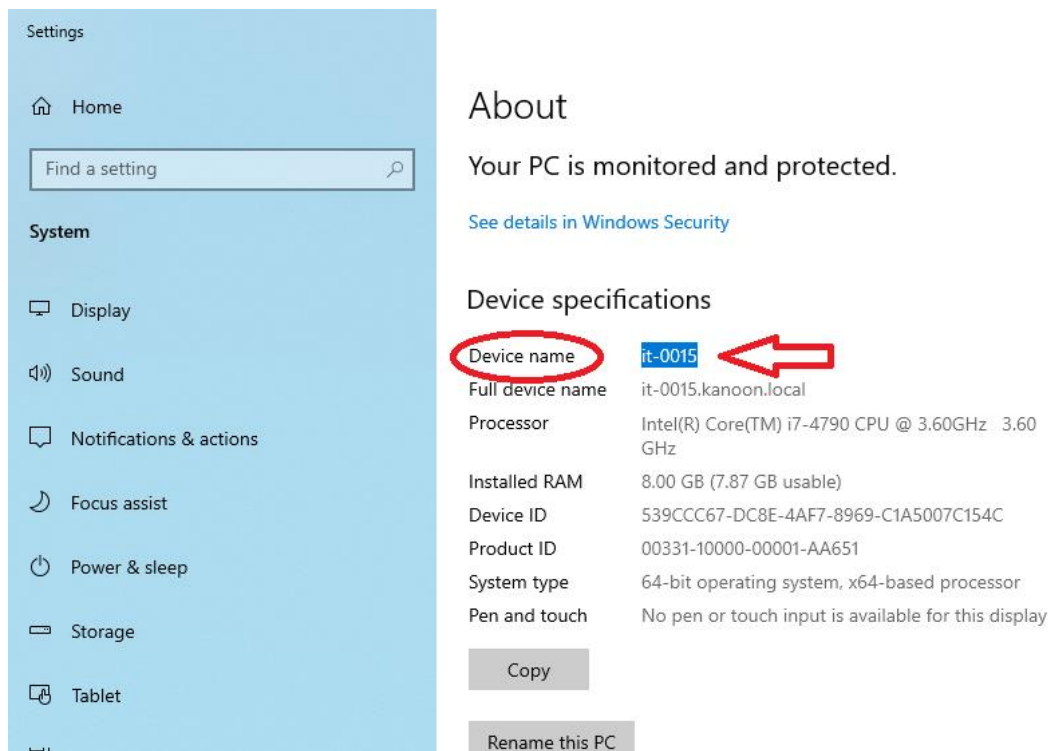 Settings
Home
Find a setting
System
Display
Sound
Notifications & actions
Focus assist
Power & sleep
Storage
Tablet
About
Your PC is monitored and protected.
See details in Windows Security
Device specifications
Device name it-0015
Full device name it-0015.kanoon.local
Processor Intel(R) Core(TM) i7-4790 CPU @ 3.60GHz 3.60
GHz
Installed RAM 8.00 GB (7.87 GB usable)
Device ID 539CCC67-DC8E-4AF7-8969-C1A5007C154C
Product ID 00331-10000-00001-AA651
System type 64-bit operating system, x64-based processor
Pen and touch No pen or touch input is available for this display
Copy
Rename this PC